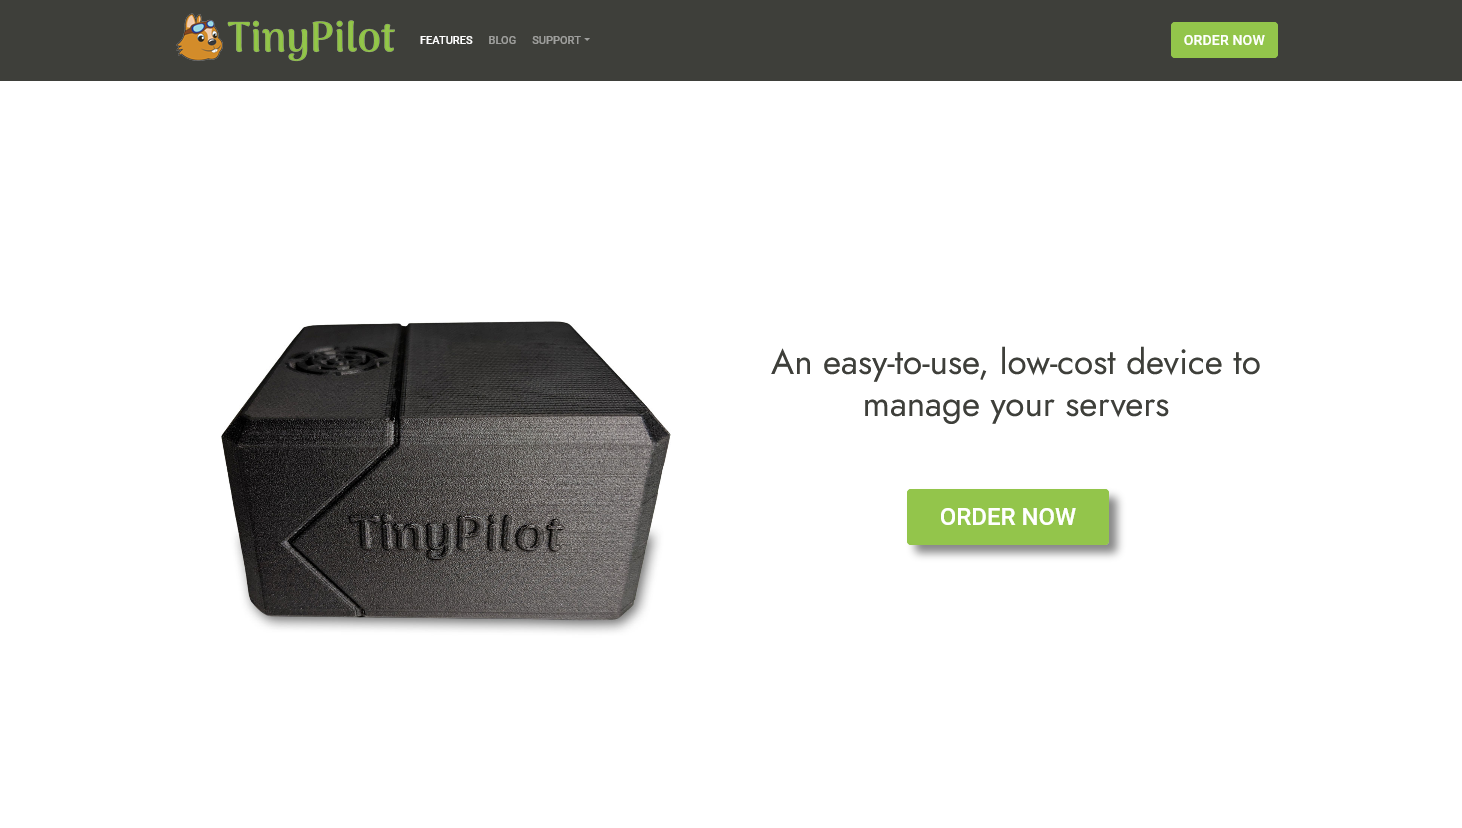 TinyPilot
FEATURES
BLOG
SUPPORT
ORDER NOW
An easy-to-use, low-cost device to
manage your servers
ORDER NOW
TinyPilot